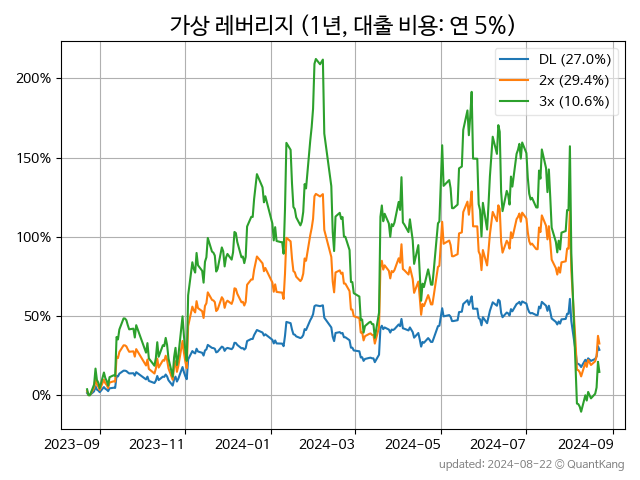 가상 레버리지 (1년, 대출 비용: 연 5%)
DL (27.0%)
2x (29.4%)
3x (10.6%)
200%
150%
100%
50%
0%
2023-09 2023-11 2024-01 2024-03 2024-05 2024-07 2024-09
updated: 2024-08-22 @ QuantKang